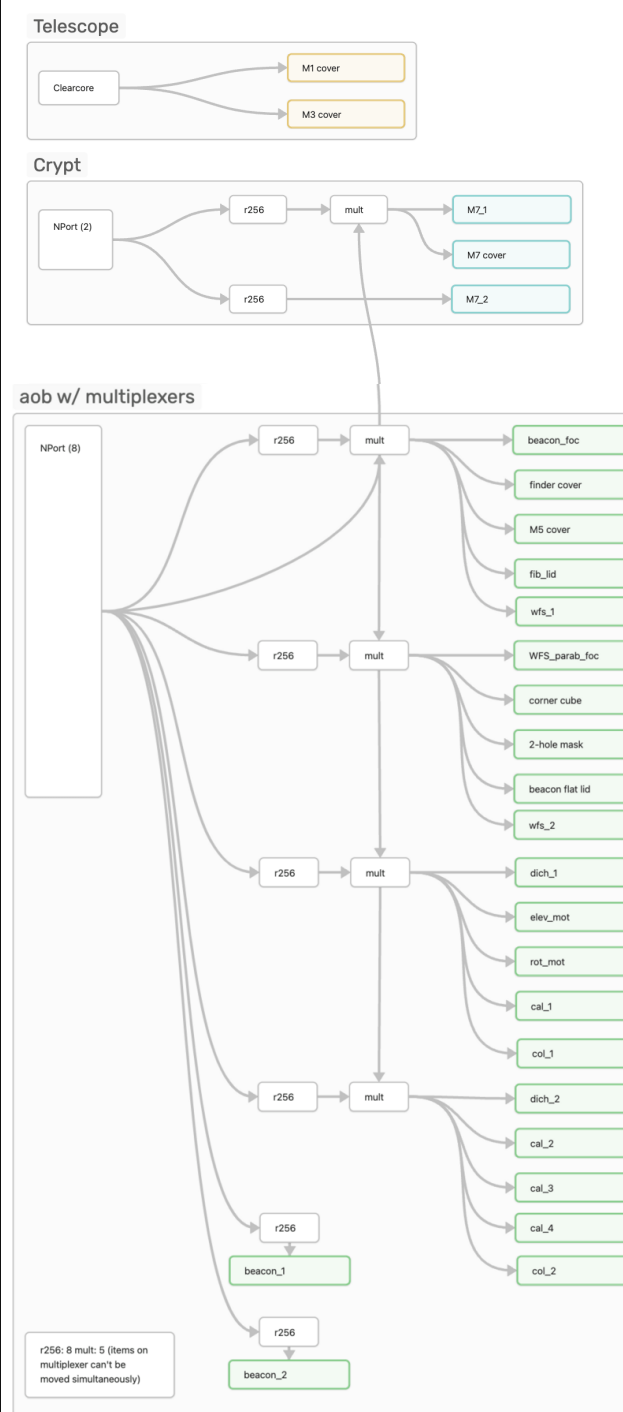 Telescope
Clearcore
M1 cover
M3 cover
Crypt
NPort (2)
r256
mult
M7_1
M7 cover
r256
M7_2
aob w/ multiplexers
NPort (8)
r256
mult
beacon_foc
finder cover
M5 cover
fib_lid
wfs_1
r256
mult
WFS_parab_foc
corner cube
2-hole mask
beacon flat lid
wfs_2
r256
mult
dich_1
elev_mot
rot_mot
cal_1
col_1
r256
mult
dich_2
cal_2
cal_3
cal_4
col_2
r256
beacon_1
r256
beacon_2
r256: 8 mult: 5 (items on
multiplexer can't be
moved simultaneously)